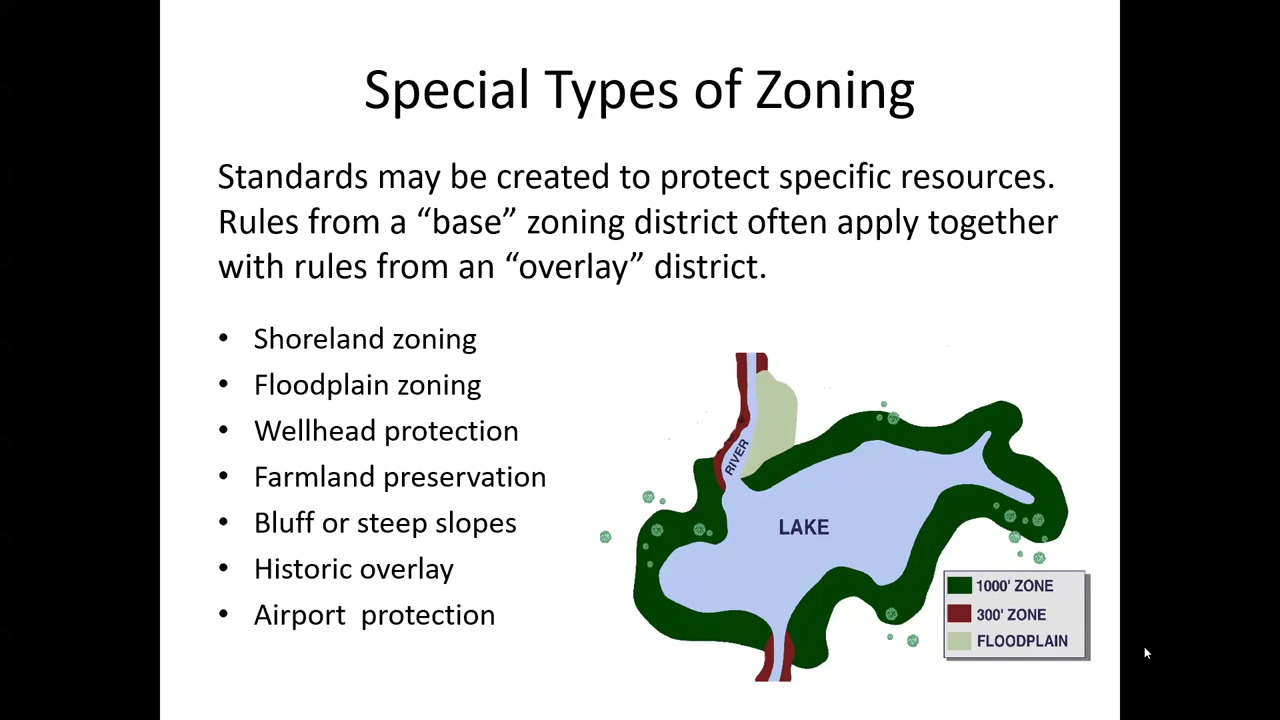 Special Types of Zoning
Standards may be created to protect specific resources.
Rules from a “base” zoning district often apply together
with rules from an “overlay” district.
• Shoreland zoning
• Floodplain zoning
• Wellhead protection
• Farmland preservation
• Bluff or steep slopes
• Historic overlay
• Airport protection
RIVER
LAKE
1000' ZONE
300' ZONE
FLOODPLAIN